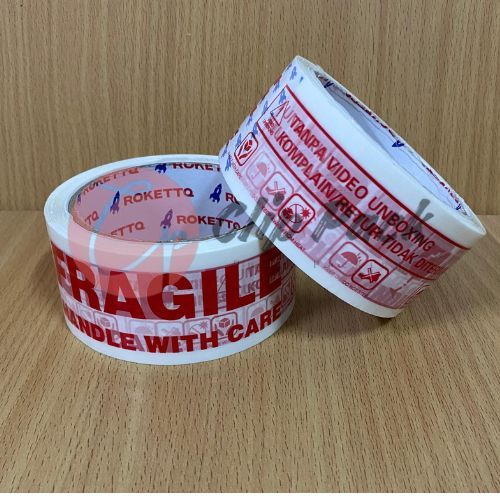 ROKETTQ
ROKETTQ
ROKETTQ
FRAGILE
HANDLE WITH CARE
TANPA VIDEO UNBOXING
KOMPLAIN/RETUR TIDAK